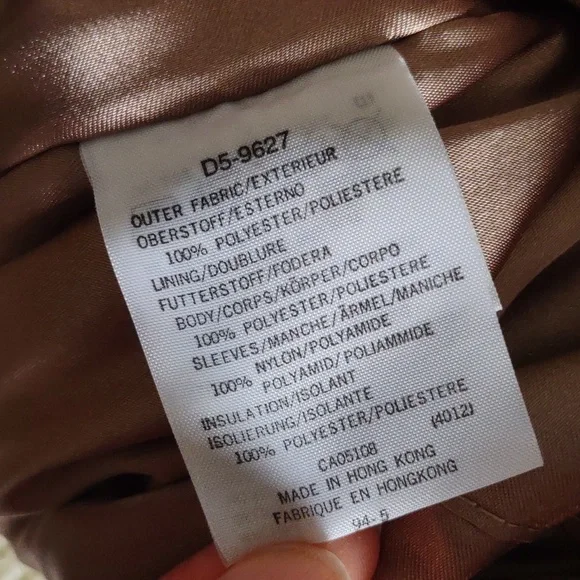 D5-9627
OUTER FABRIC/EXTERIEUR
OBERSTOFF/ESTERNO
100% POLYESTER/POLIESTERE
LINING/DOUBLURE
FUTTERSTOFF/FODERA
BODY/CORPS/KÖRPER/CORPO
100% POLYESTER/POLIESTERE
SLEEVES/MANCHE/ÄRMEL/MANICHE
NYLON/POLYAMIDE
100% POLYAMID/POLIAMMIDE
INSULATION/ISOLANT
ISOLIERUNG/ISOLANTE
100% POLYESTER/POLIESTERE
(4012)
CA05108
MADE IN HONG KONG
FABRIQUE EN HONGKONG
94-5